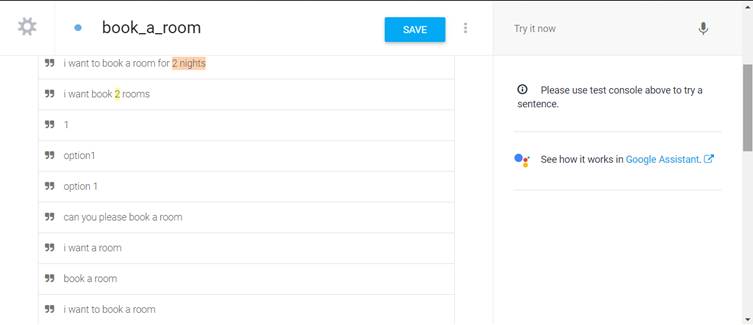 book_a_room
SAVE
Try it now
i want to book a room for 2 nights
i want book 2 rooms
1
option1
option 1
can you please book a room
i want a room
book a room
i want to book a room
Please use test console above to try a
sentence.
See how it works in Google Assistant.